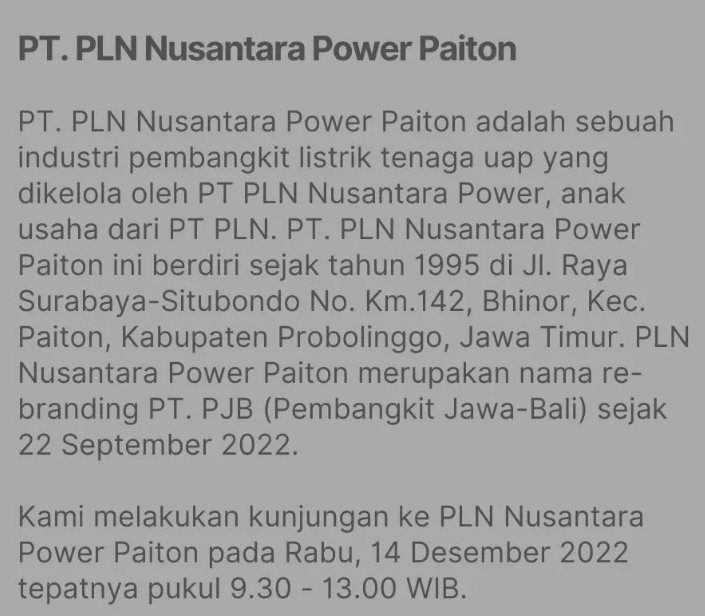 PT. PLN Nusantara Power Paiton
PT. PLN Nusantara Power Paiton adalah sebuah
industri pembangkit listrik tenaga uap yang
dikelola oleh PT PLN Nusantara Power, anak
usaha dari PT PLN. PT. PLN Nusantara Power
Paiton ini berdiri sejak tahun 1995 di Jl. Raya
Surabaya-Situbondo No. Km.142, Bhinor, Kec.
Paiton, Kabupaten Probolinggo, Jawa Timur. PLN
Nusantara Power Paiton merupakan nama re-
branding PT. PJB (Pembangkit Jawa-Bali) sejak
22 September 2022.
Kami melakukan kunjungan ke PLN Nusantara
Power Paiton pada Rabu, 14 Desember 2022
tepatnya pukul 9.30 - 13.00 WIB.